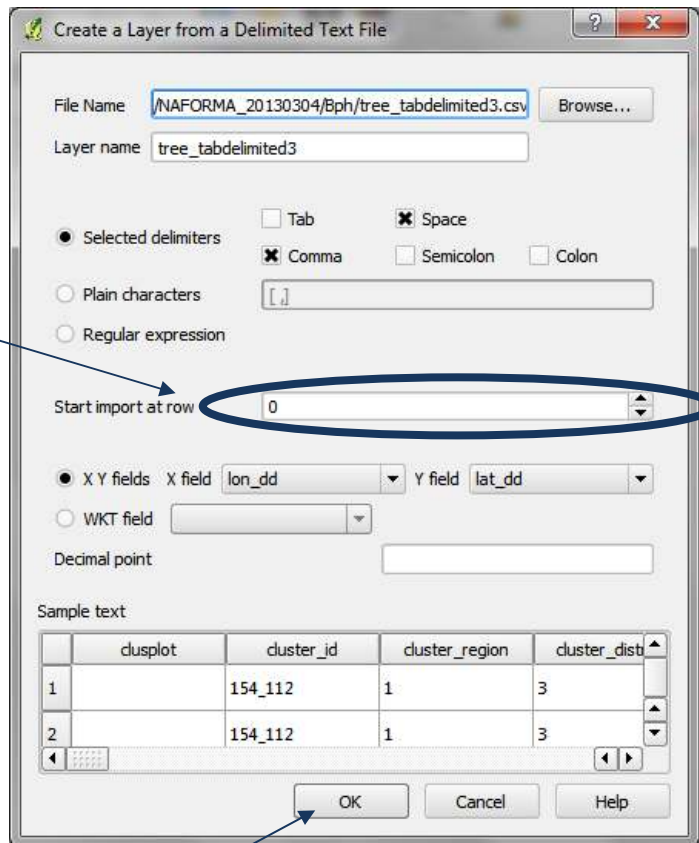 Create a Layer from a Delimited Text File
File Name /NAFORMA_20130304/Bph/tree_tabdelimited3.csv Browse...
Layer name tree_tabdelimited3
Selected delimiters Tab Space
Comma Semicolon Colon
Plain characters [ ,]
Regular expression
Start import at row 0
X Y fields X field lon_dd Y field lat_dd
WKT field
Decimal point
Sample text
clusplot cluster_id cluster_region cluster_distr
1 154_112 1 3
2 154_112 1 3
OK Cancel Help